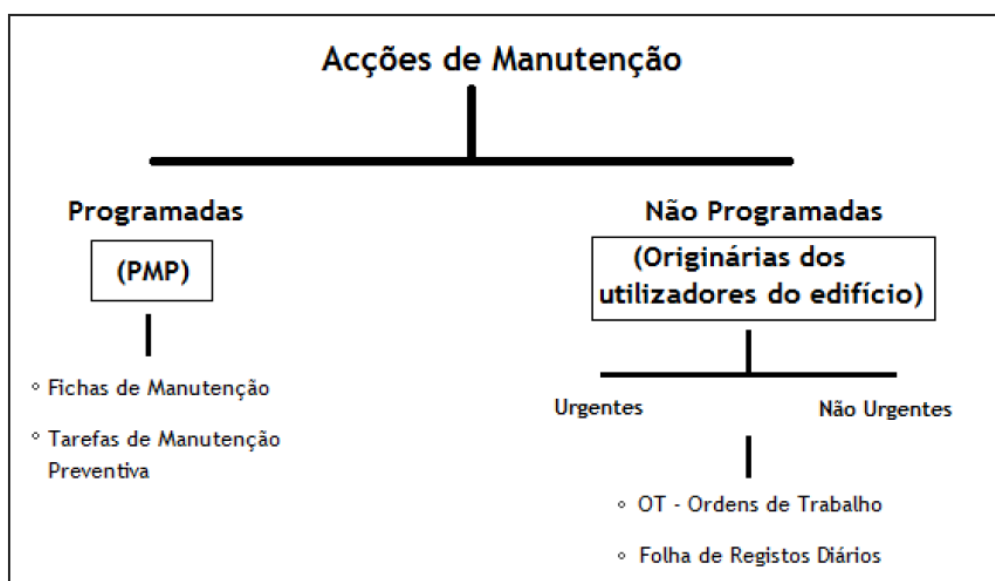 Acções de Manutenção
Programadas
(PMP)
◦ Fichas de Manutenção
◦ Tarefas de Manutenção
Preventiva
Não Programadas
(Originárias dos
utilizadores do edifício)
Urgentes
Não Urgentes
◦ OT - Ordens de Trabalho
◦ Folha de Registos Diários